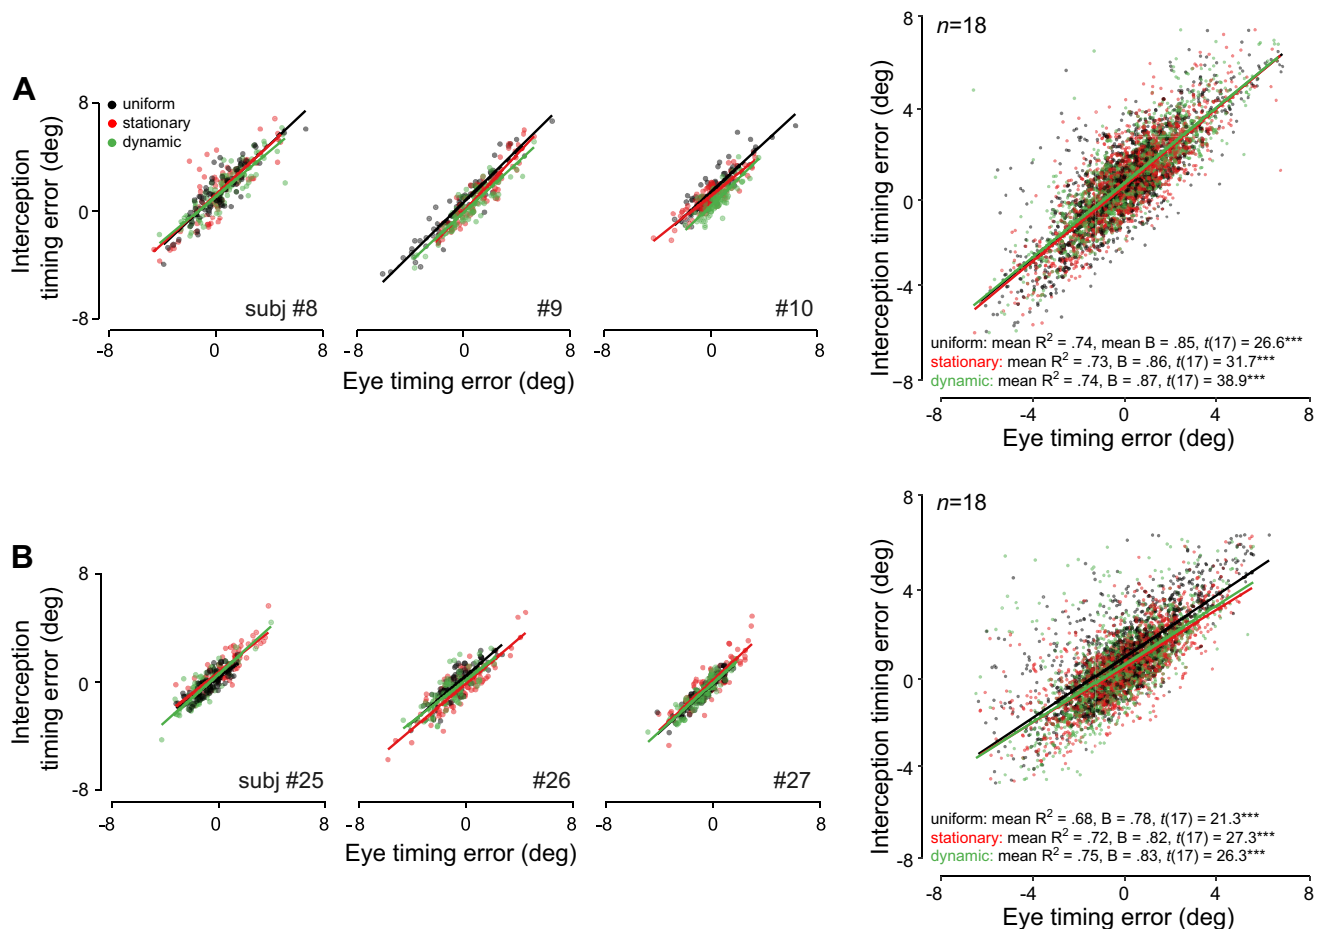 A
8
0
-8
Interception
timing error (deg)
uniform
stationary
dynamic
subj #8
#9
#10
-8
0
8
-8
0
8
-8
0
8
Eye timing error (deg)
n=18
8
4
0
-4
-8
Interception timing error (deg)
uniform: mean R² = .74, mean B = .85, t(17) = 26.6***
stationary: mean R² = .73, B = .86, t(17) = 31.7***
dynamic: mean R² = .74, B = .87, t(17) = 38.9***
-8
-4
0
4
8
Eye timing error (deg)
B
8
0
-8
Interception
timing error (deg)
subj #25
#26
#27
-8
0
8
-8
0
8
-8
0
8
Eye timing error (deg)
n=18
8
4
0
-4
-8
Interception timing error (deg)
uniform: mean R² = .68, B = .78, t(17) = 21.3***
stationary: mean R² = .72, B = .82, t(17) = 27.3***
dynamic: mean R² = .75, B = .83, t(17) = 26.3***
-8
-4
0
4
8
Eye timing error (deg)